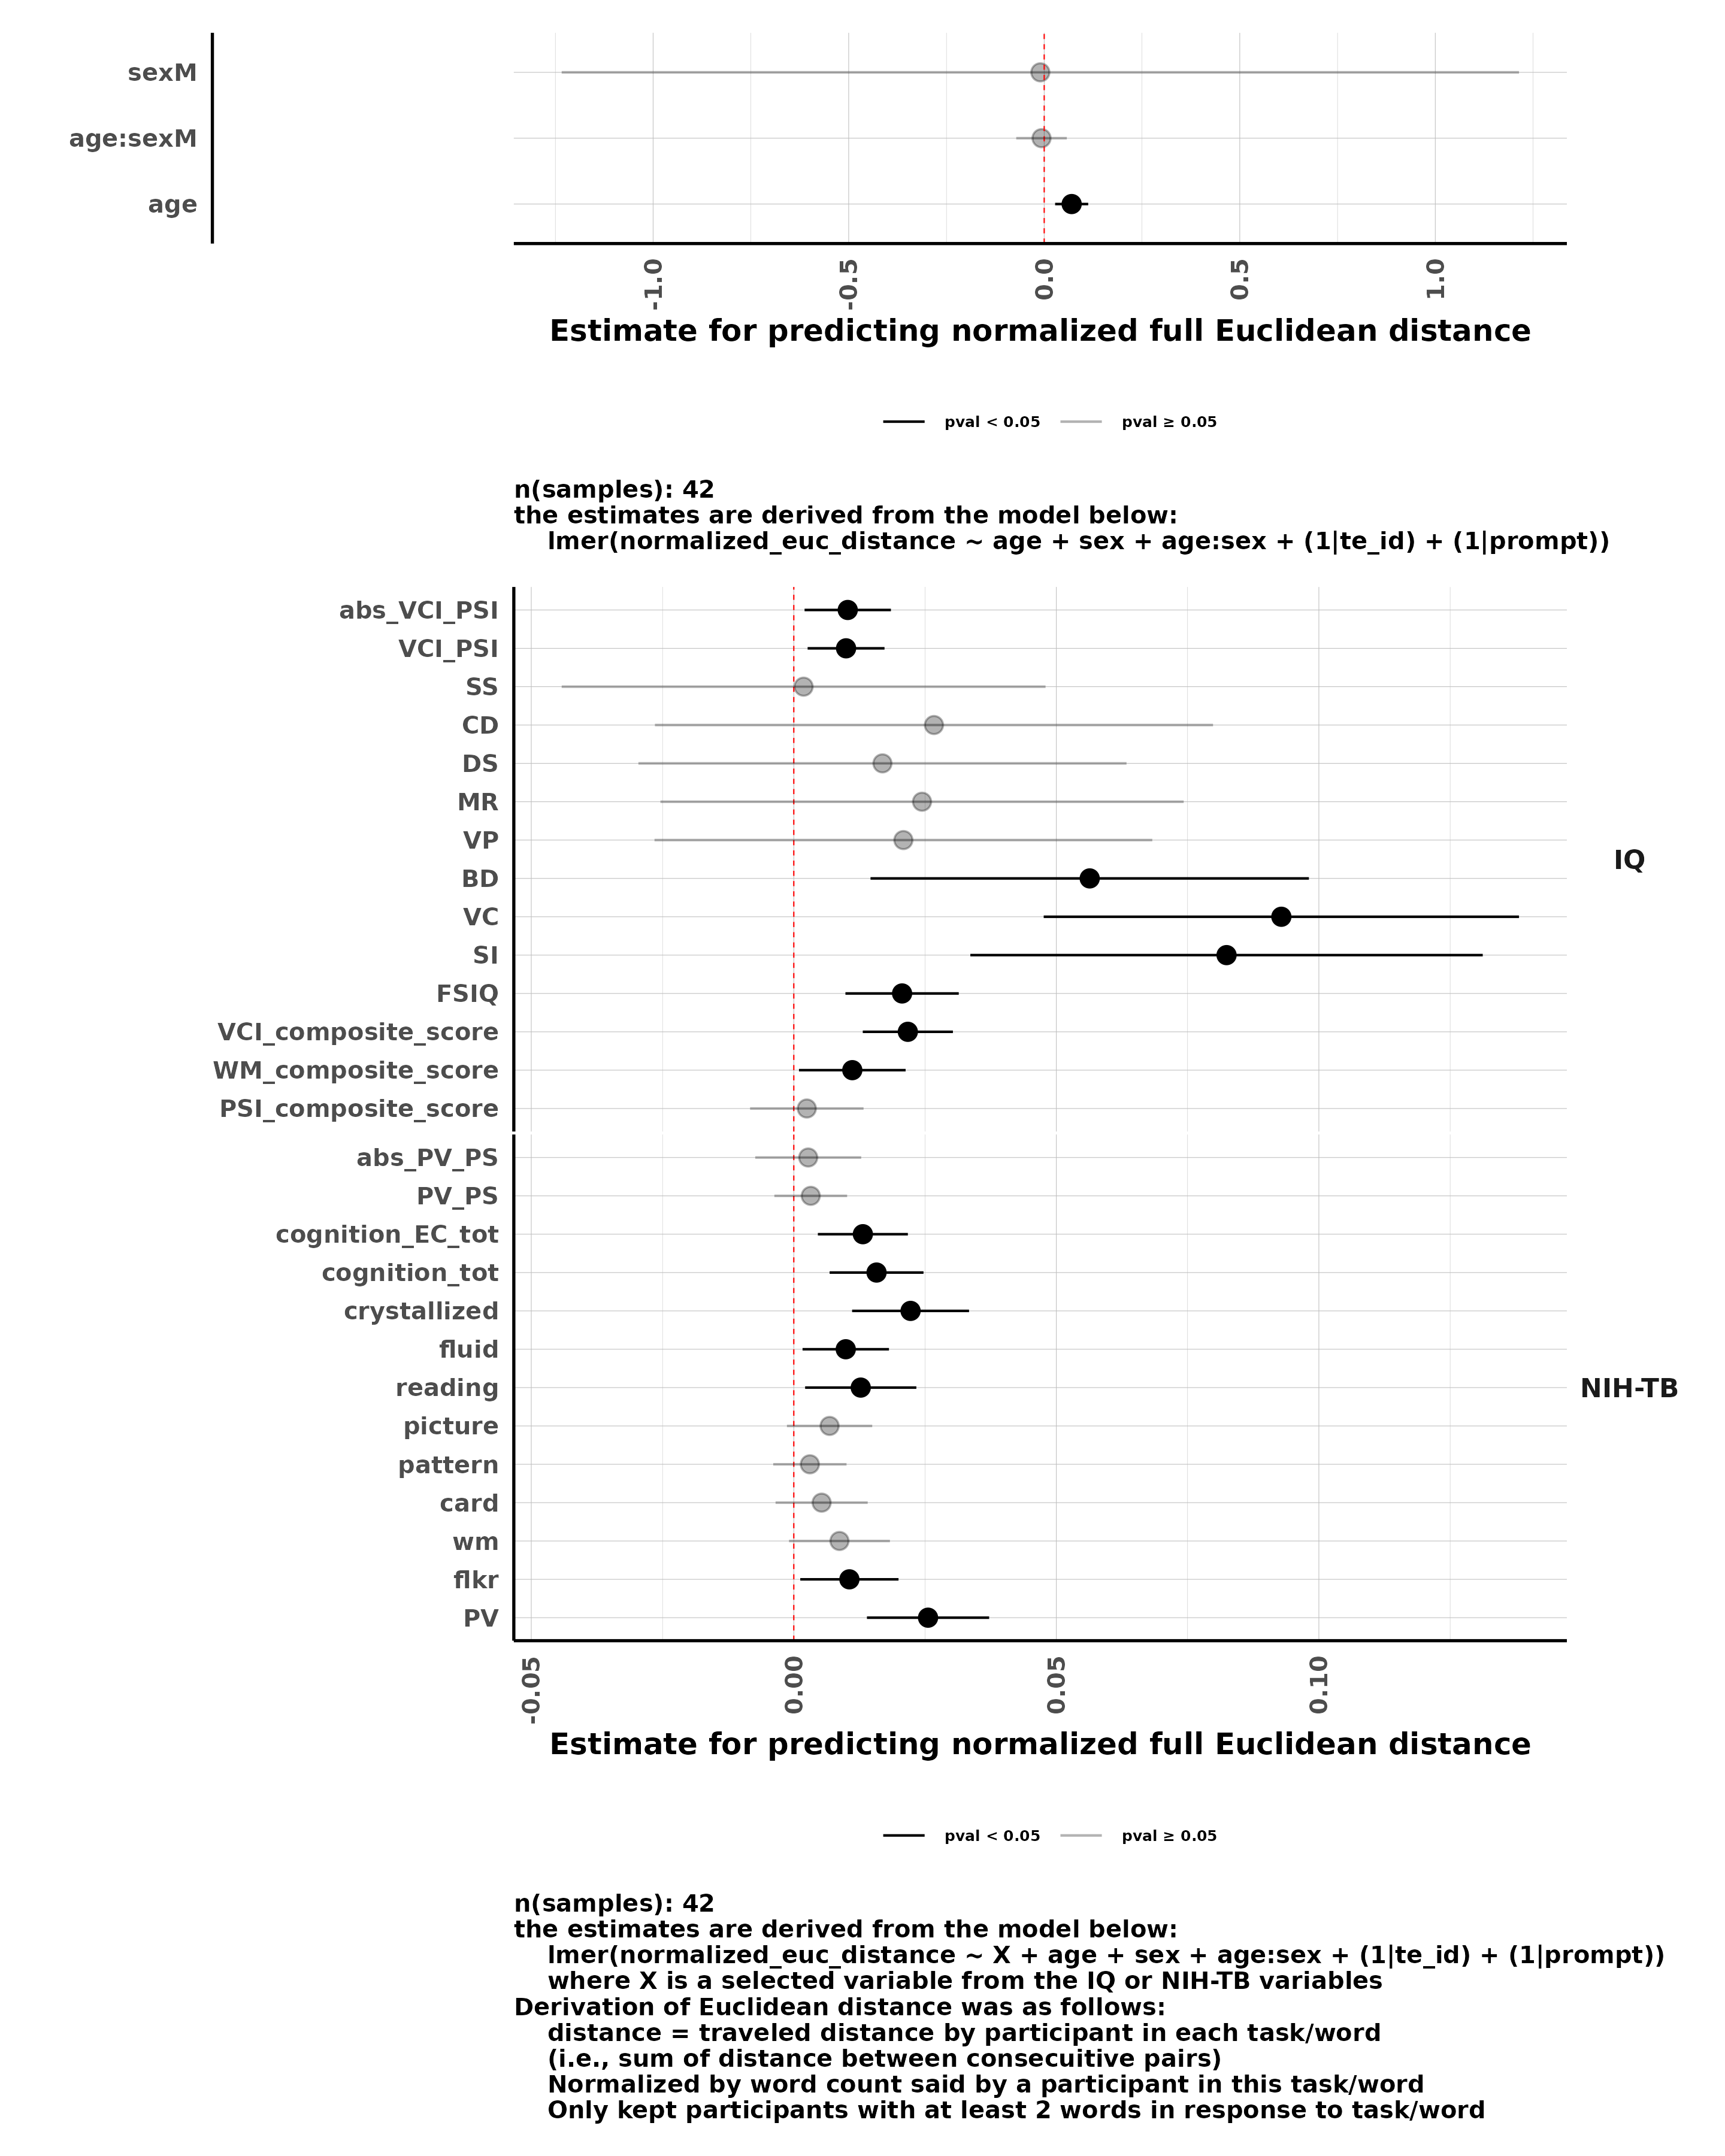 sexM
age:sexM
age
-1.0
-0.5
0.0
0.5
1.0
Estimate for predicting normalized full Euclidean distance
pval < 0.05
pval ≥ 0.05
n(samples): 42
the estimates are derived from the model below:
lmer(normalized_euc_distance ~ age + sex + age:sex + (1|te_id) + (1|prompt))
abs_VCI_PSI
VCI_PSI
SS
CD
DS
MR
VP
BD
VC
SI
FSIQ
VCI_composite_score
WM_composite_score
PSI_composite_score
IQ
abs_PV_PS
PV_PS
cognition_EC_tot
cognition_tot
crystallized
fluid
reading
picture
pattern
card
wm
flkr
PV
NIH-TB
-0.05
0.00
0.05
0.10
Estimate for predicting normalized full Euclidean distance
pval < 0.05
pval ≥ 0.05
n(samples): 42
the estimates are derived from the model below:
lmer(normalized_euc_distance ~ X + age + sex + age:sex + (1|te_id) + (1|prompt))
where X is a selected variable from the IQ or NIH-TB variables
Derivation of Euclidean distance was as follows:
distance = traveled distance by participant in each task/word
(i.e., sum of distance between consecuitive pairs)
Normalized by word count said by a participant in this task/word
Only kept participants with at least 2 words in response to task/word